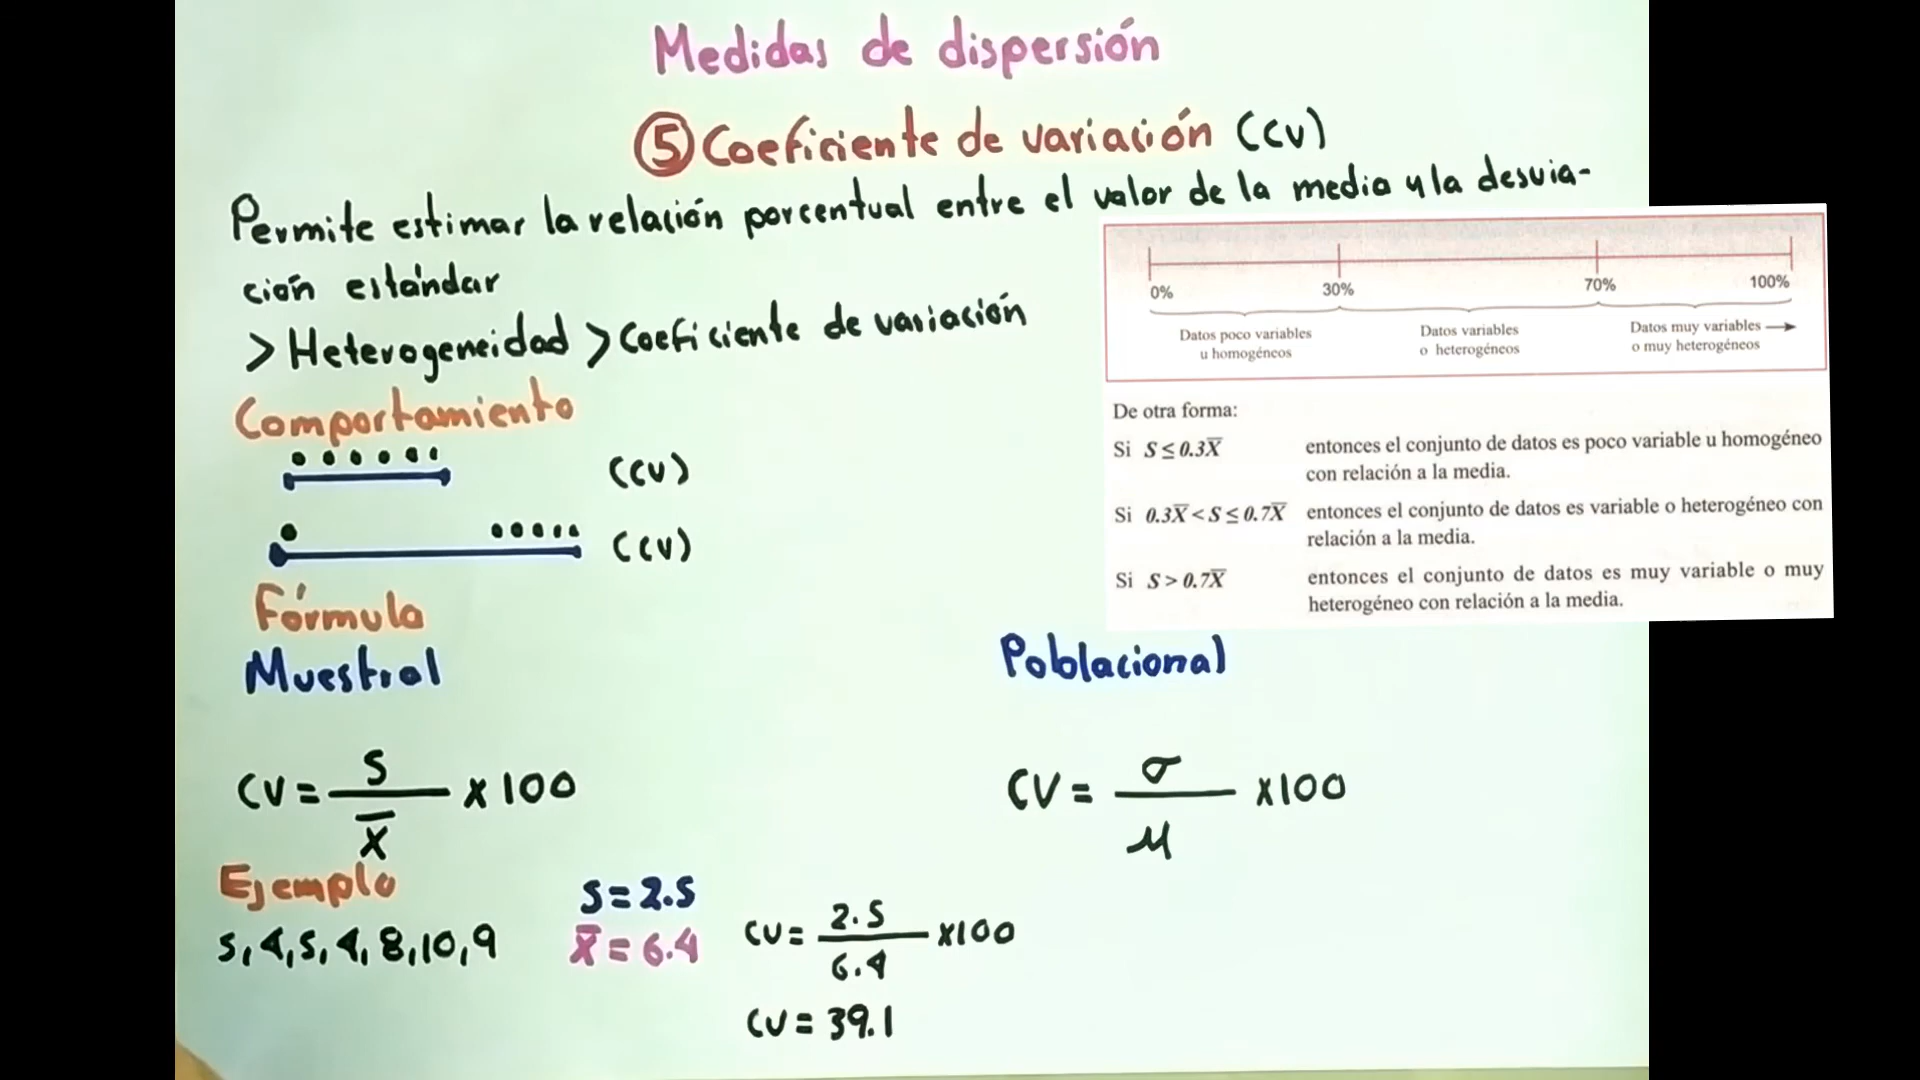 Medidas de dispersión
⑤ Coeficiente de variación (CV)
Permite estimar la relación porcentual entre el valor de la media y la desvia-
ción estándar
> Heterogeneidad > Coeficiente de variación
Comportamiento
(CV)
(CV)
0% 30% 70% 100%
Datos poco variables
u homogéneos
Datos variables
o heterogéneos
Datos muy variables
o muy heterogéneos
De otra forma:
Si S ≤ 0.3X̅ entonces el conjunto de datos es poco variable u homogéneo
con relación a la media.
Si 0.3X̅ < S ≤ 0.7X̅ entonces el conjunto de datos es variable o heterogéneo con
relación a la media.
Si S > 0.7X̅ entonces el conjunto de datos es muy variable o muy
heterogéneo con relación a la media.
Fórmula
Muestral
CV = S / x̅ x 100
Poblacional
CV = σ / μ x100
Ejemplo
5, 4, 5, 4, 8, 10, 9
S = 2.5
x̅ = 6.4
CV = 2.5 / 6.4 x100
CV = 39.1